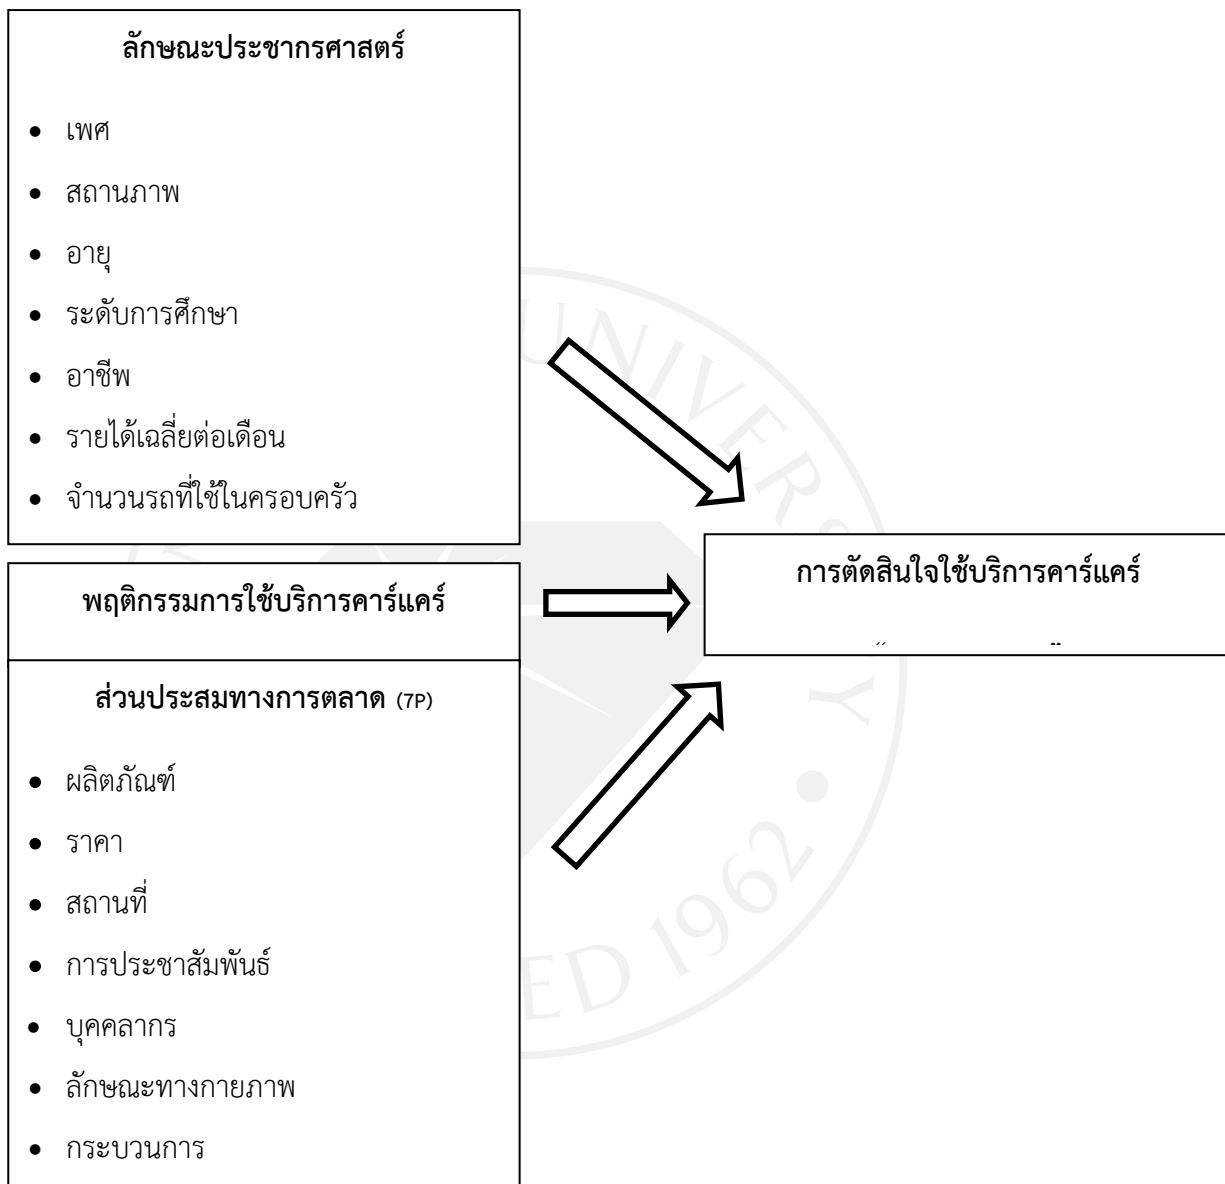 ลักษณะประชากรศาสตร์
• เพศ
• สถานภาพ
• อายุ
• ระดับการศึกษา
• อาชีพ
• รายได้เฉลี่ยต่อเดือน
• จำนวนรถที่ใช้ในครอบครัว
พฤติกรรมการใช้บริการคาร์แคร์
ส่วนประสมทางการตลาด (7P)
• ผลิตภัณฑ์
• ราคา
• สถานที่
• การประชาสัมพันธ์
• บุคคลากร
• ลักษณะทางกายภาพ
• กระบวนการ
การตัดสินใจใช้บริการคาร์แคร์
1962